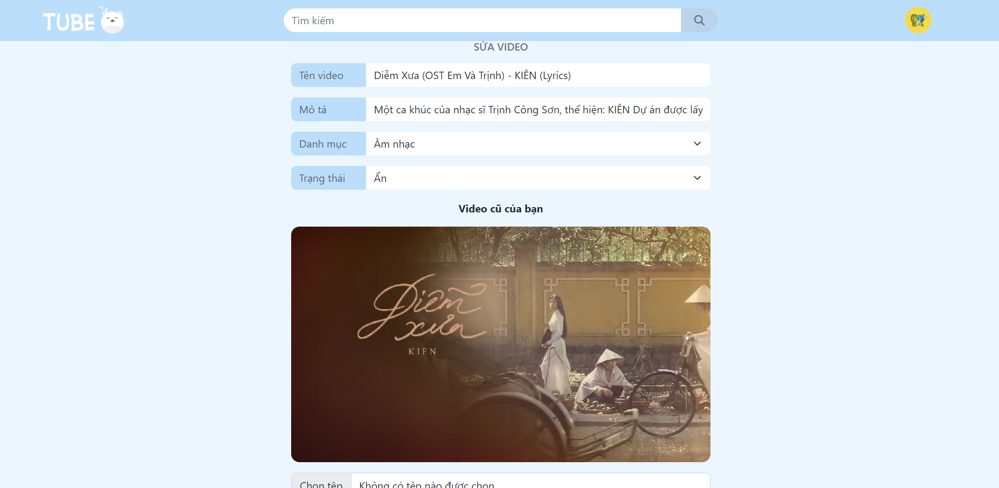 TUBE
Tìm kiếm
SỬA VIDEO
Tên video
Diễm Xưa (OST Em Và Trịnh) - KIÊN (Lyrics)
Mô tả
Một ca khúc của nhạc sĩ Trịnh Công Sơn, thể hiện: KIÊN Dự án được lấy
Danh mục
Âm nhạc
Trạng thái
Ẩn
Video cũ của bạn
Diễm
xưa
KIÊN
Chọn tệp
Không có tệp nào được chọn